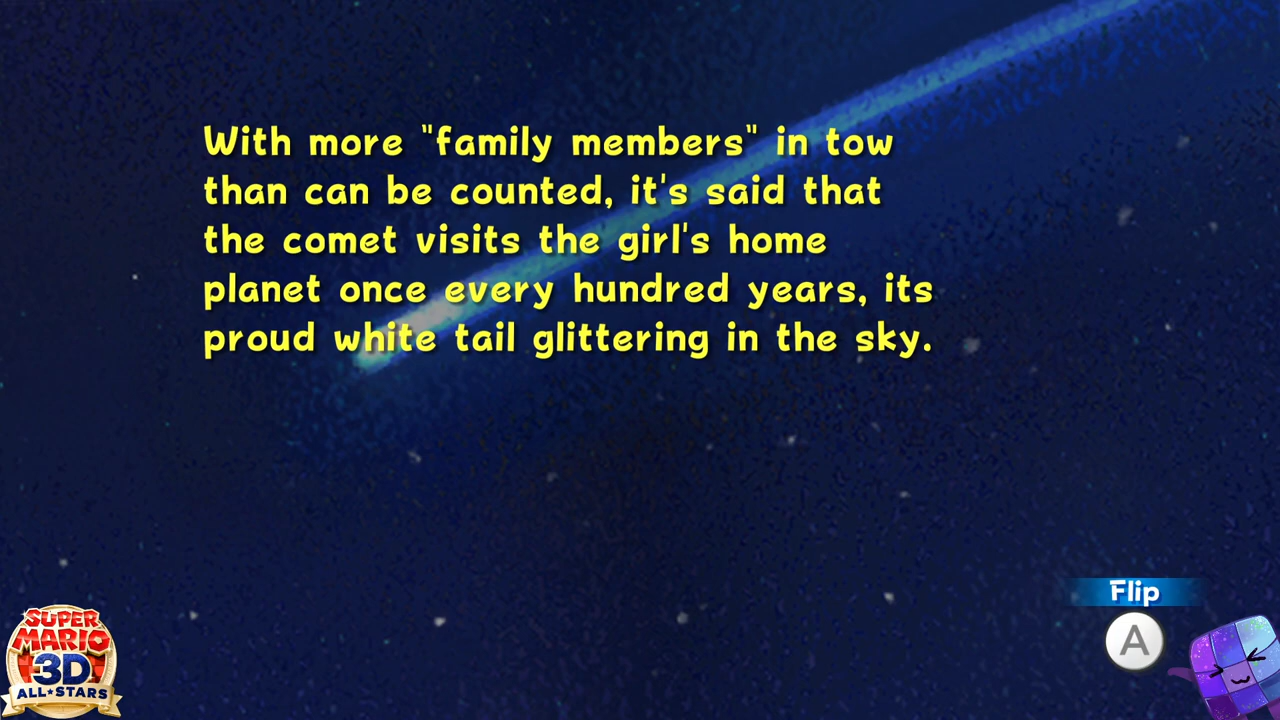 With more "family members" in tow
than can be counted, it's said that
the comet visits the girl's home
planet once every hundred years, its
proud white tail glittering in the sky.
Flip
A
SUPER
MARIO
3D
ALL★STARS